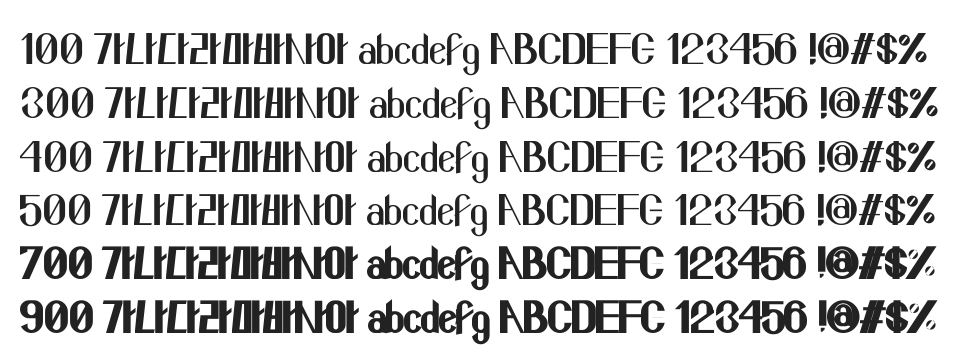 100 가나다라마바사아 abcdefg ABCDEFG 123456 !@#$%
300 가나다라마바사아 abcdefg ABCDEFG 123456 !@#$%
400 가나다라마바사아 abcdefg ABCDEFG 123456 !@#$%
500 가나다라마바사아 abcdefg ABCDEFG 123456 !@#$%
700 가나다라마바사아 abcdefg ABCDEFG 123456 !@#$%
900 가나다라마바사아 abcdefg ABCDEFG 123456 !@#$%